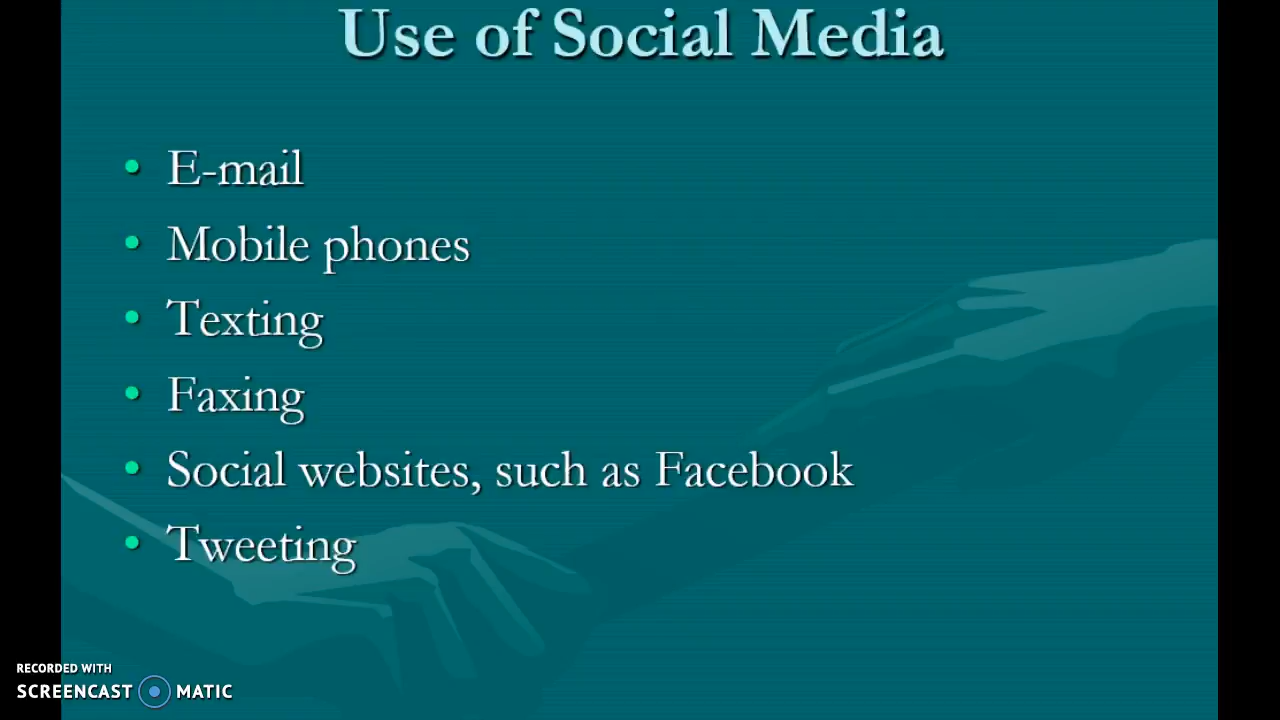 Use of Social Media
• E-mail
• Mobile phones
• Texting
• Faxing
• Social websites, such as Facebook
• Tweeting
RECORDED WITH
SCREENCAST MATIC